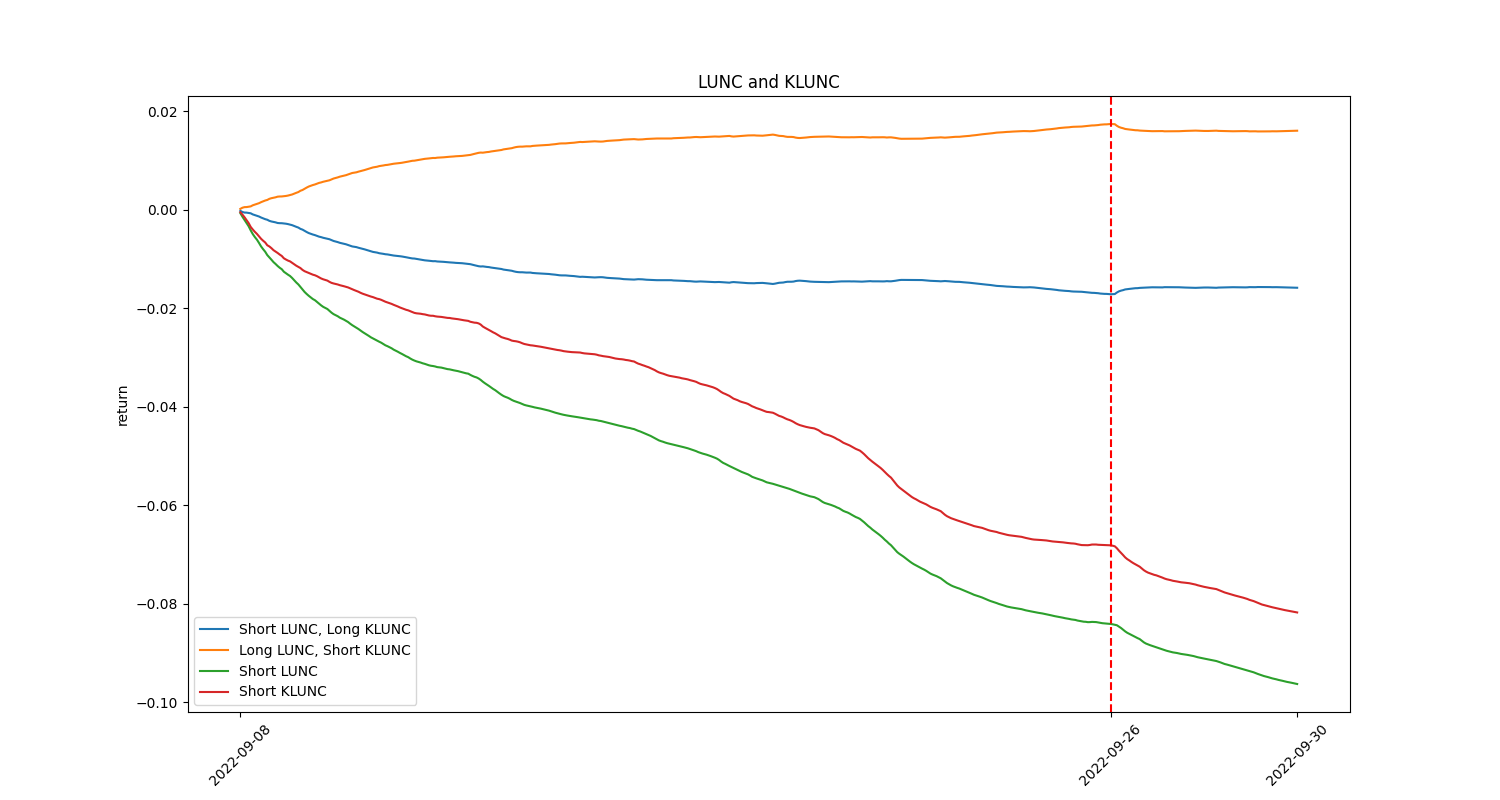 LUNC and KLUNC
0.02
0.00
−0.02
−0.04
−0.06
−0.08
−0.10
return
Short LUNC, Long KLUNC
Long LUNC, Short KLUNC
Short LUNC
Short KLUNC
2022-09-08
2022-09-26
2022-09-30